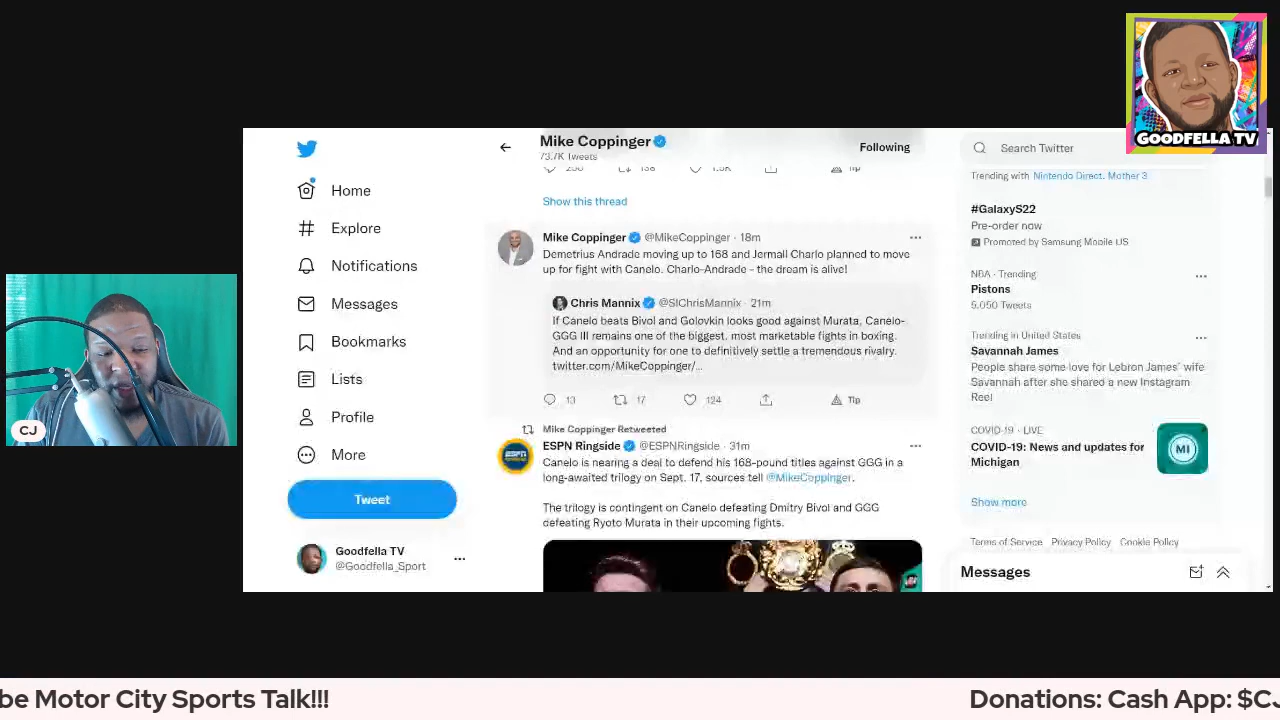 GOODFELLA TV
Mike Coppinger
73.7K Tweets
Following
Search Twitter
Home
Explore
Notifications
Messages
Bookmarks
Lists
Profile
More
Tweet
Goodfella TV
@Goodfella_Sport
CJ
Tip
Show this thread
Mike Coppinger @MikeCoppinger · 18m
Demetrius Andrade moving up to 168 and Jermall Charlo planned to move
up for fight with Canelo. Charlo-Andrade - the dream is alive!
Chris Mannix @SIChrisMannix · 21m
If Canelo beats Bivol and Golovkin looks good against Murata, Canelo-
GGG III remains one of the biggest, most marketable fights in boxing.
And an opportunity for one to definitively settle a tremendous rivalry.
twitter.com/MikeCoppinger/...
13 17 124 Tip
Mike Coppinger Retweeted
ESPN Ringside @ESPNRingside · 31m
Canelo is nearing a deal to defend his 168-pound titles against GGG in a
long-awaited trilogy on Sept. 17, sources tell @MikeCoppinger.
The trilogy is contingent on Canelo defeating Dmitry Bivol and GGG
defeating Ryoto Murata in their upcoming fights.
Trending with Nintendo Direct, Mother 3
#GalaxyS22
Pre-order now
Promoted by Samsung Mobile US
NBA · Trending
Pistons
5,050 Tweets
Trending in United States
Savannah James
People share some love for Lebron James' wife
Savannah after she shared a new Instagram
Reel
COVID-19 · LIVE
COVID-19: News and updates for
Michigan
MI
Show more
Terms of Service Privacy Policy Cookie Policy
Messages
be Motor City Sports Talk!!!
Donations: Cash App: $CJ